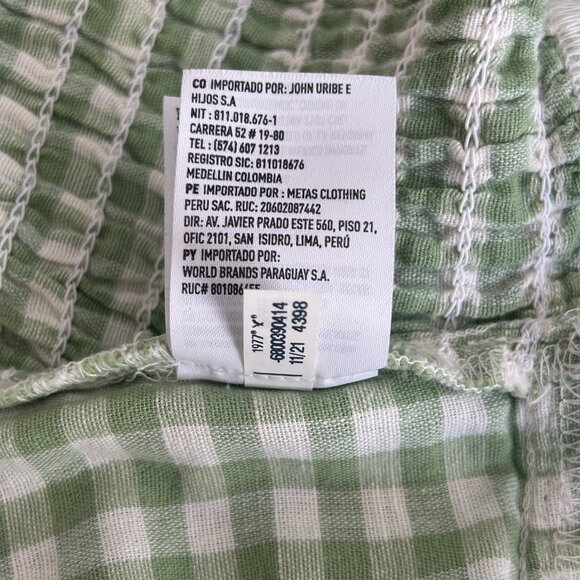 CO IMPORTADO POR: JOHN URIBE E
HIJOS S.A
NIT : 811.018.676-1
CARRERA 52 # 19-80
TEL : (574) 607 1213
REGISTRO SIC: 811018676
MEDELLIN COLOMBIA
PE IMPORTADO POR : METAS CLOTHING
PERU SAC. RUC: 20602087442
DIR: AV. JAVIER PRADO ESTE 560, PISO 21,
OFIC 2101, SAN ISIDRO, LIMA, PERÚ
PY IMPORTADO POR:
WORLD BRANDS PARAGUAY S.A.
RUC#
1977® Y®
-6800390414
11/21 4398